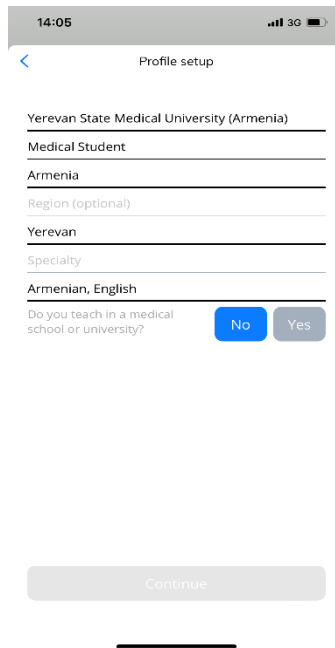 14:05
3G
Profile setup
Yerevan State Medical University (Armenia)
Medical Student
Armenia
Region (optional)
Yerevan
Specialty
Armenian, English
Do you teach in a medical
school or university?
No
Yes
Continue